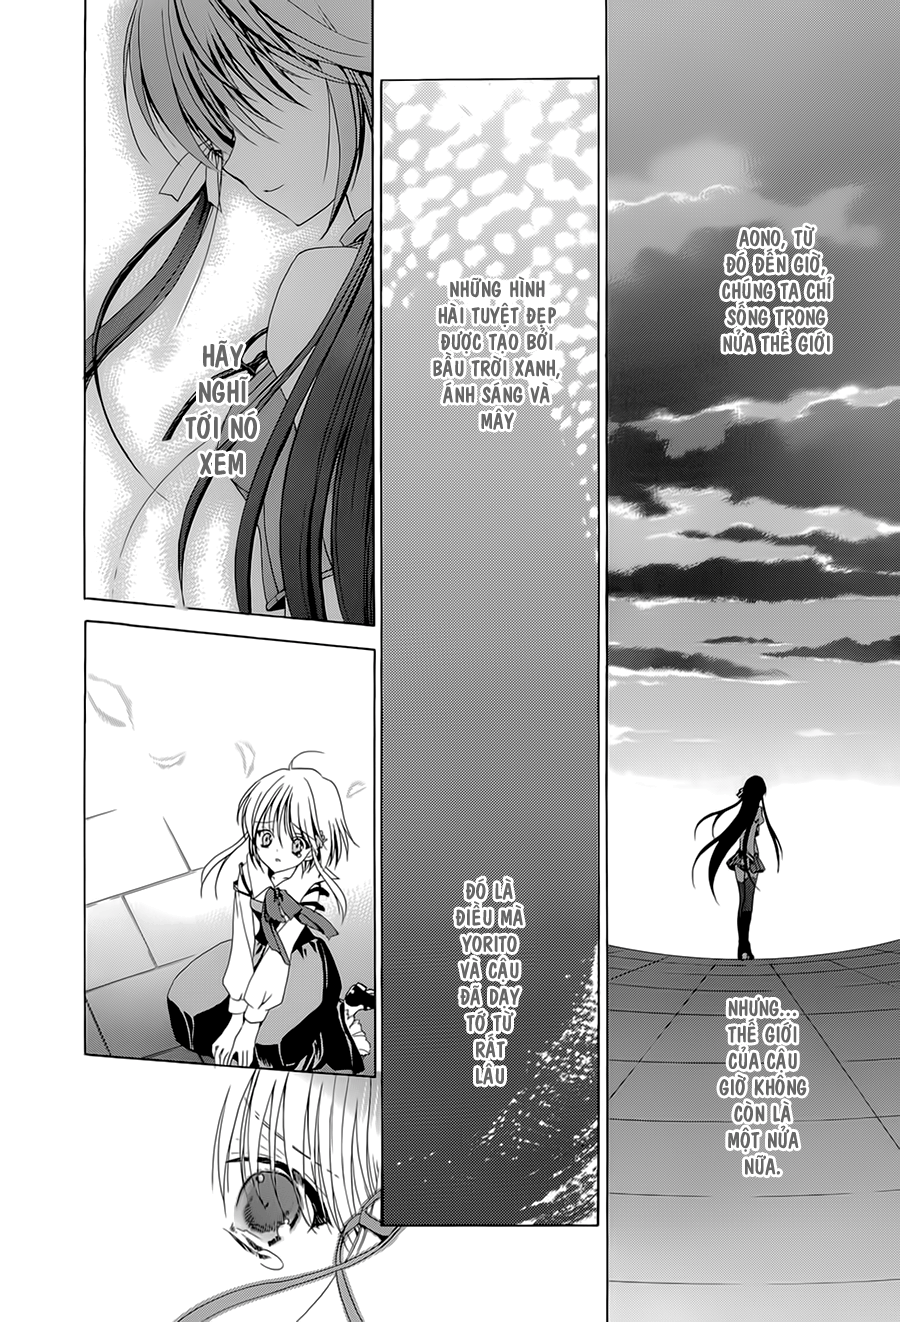 AONO, TỪ
ĐÓ ĐẾN GIỜ,
CHÚNG TA CHỈ
SỐNG TRONG
NỬA THẾ GIỚI
NHƯNG...
THẾ GIỚI
CỦA CẬU
GIỜ KHÔNG
CÒN LÀ
MỘT NỬA
NỮA.
NHỮNG HÌNH
HÀI TUYỆT ĐẸP
ĐƯỢC TẠO BỞI
BẦU TRỜI XANH,
ÁNH SÁNG VÀ
MÂY
ĐÓ LÀ
ĐIỀU MÀ
YORITO
VÀ CẬU
ĐÃ DẠY
TỚ TỪ
RẤT
LÂU
HÃY
NGHĨ
TỚI NÓ
XEM